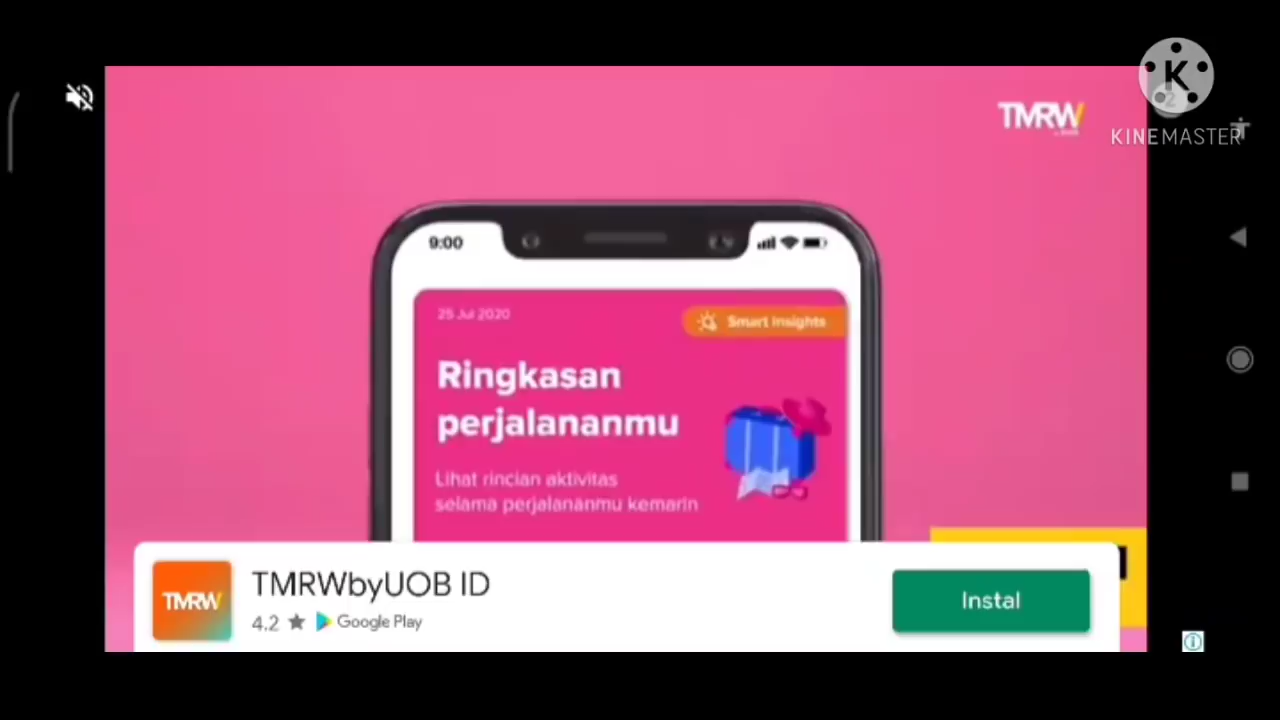 TMRW
KINEMASTER
9:00
25 Jul 2020
Smart Insights
Ringkasan
perjalananmu
Lihat rincian aktivitas
selama perjalananmu kemarin
TMRW
TMRWbyUOB ID
4.2 ★ Google Play
Instal